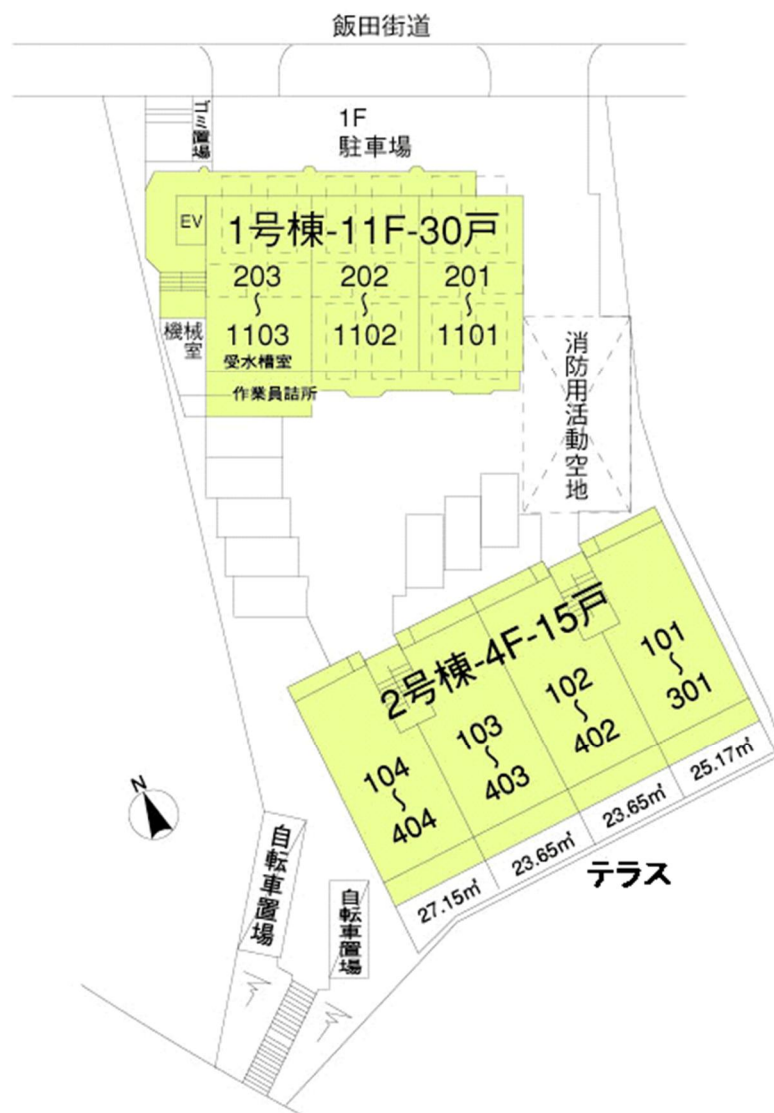 飯田街道
ゴミ置場
1F
駐車場
EV
1号棟-11F-30戸
203
〜
1103
202
〜
1102
201
〜
1101
機械室
受水槽室
作業員詰所
消防用活動空地
2号棟-4F-15戸
101
〜
301
102
〜
402
103
〜
403
104
〜
404
25.17㎡
23.65㎡
23.65㎡
27.15㎡
テラス
N
自転車置場
自転車置場